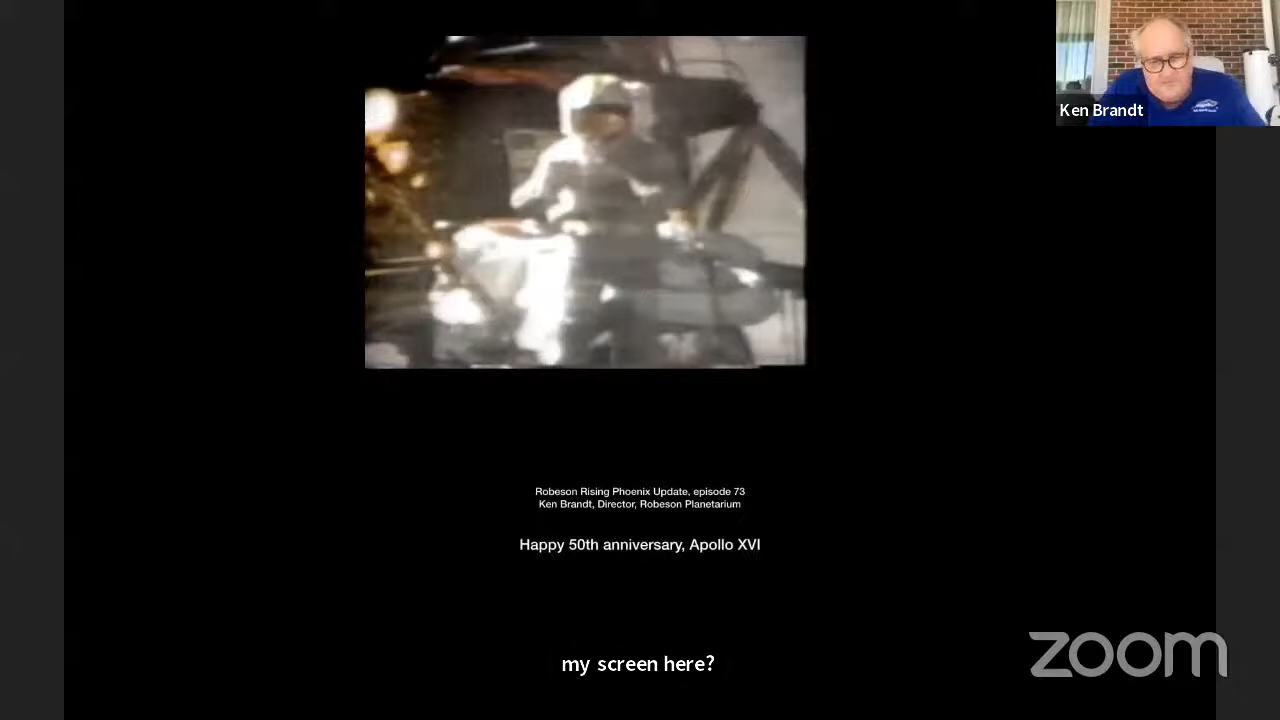 Ken Brandt
Robeson Rising Phoenix Update, episode 73
Ken Brandt, Director, Robeson Planetarium
Happy 50th anniversary, Apollo XVI
my screen here?
zoom